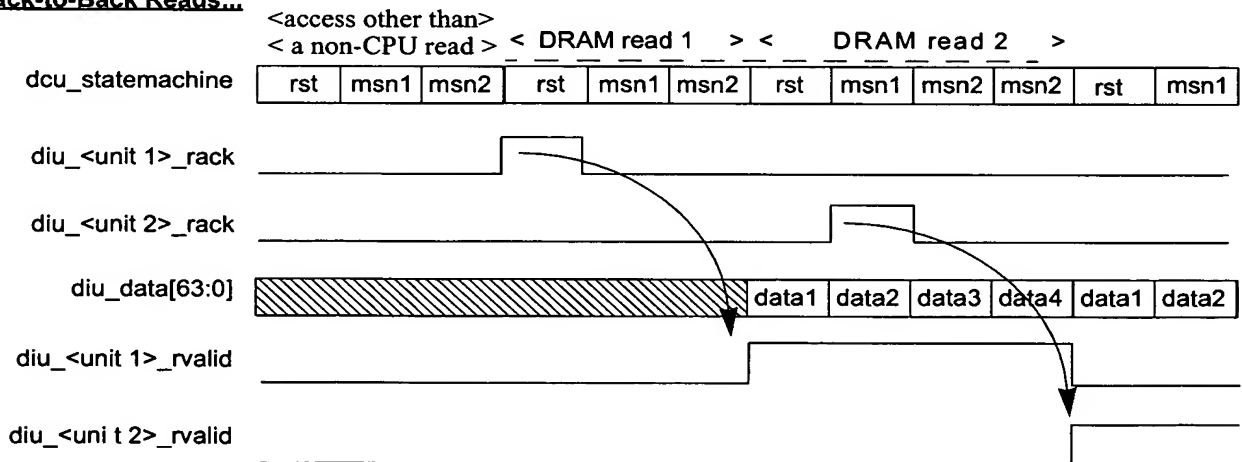 <access other than>
< a non-CPU read > < DRAM read 1 > < DRAM read 2 >
dcu_statemachine rst msn1 msn2 rst msn1 msn2 rst msn1 msn2 msn2 rst msn1
diu_<unit 1>_rack
diu_<unit 2>_rack
diu_data[63:0] data1 data2 data3 data4 data1 data2
diu_<unit 1>_rvalid
diu_<uni t 2>_rvalid